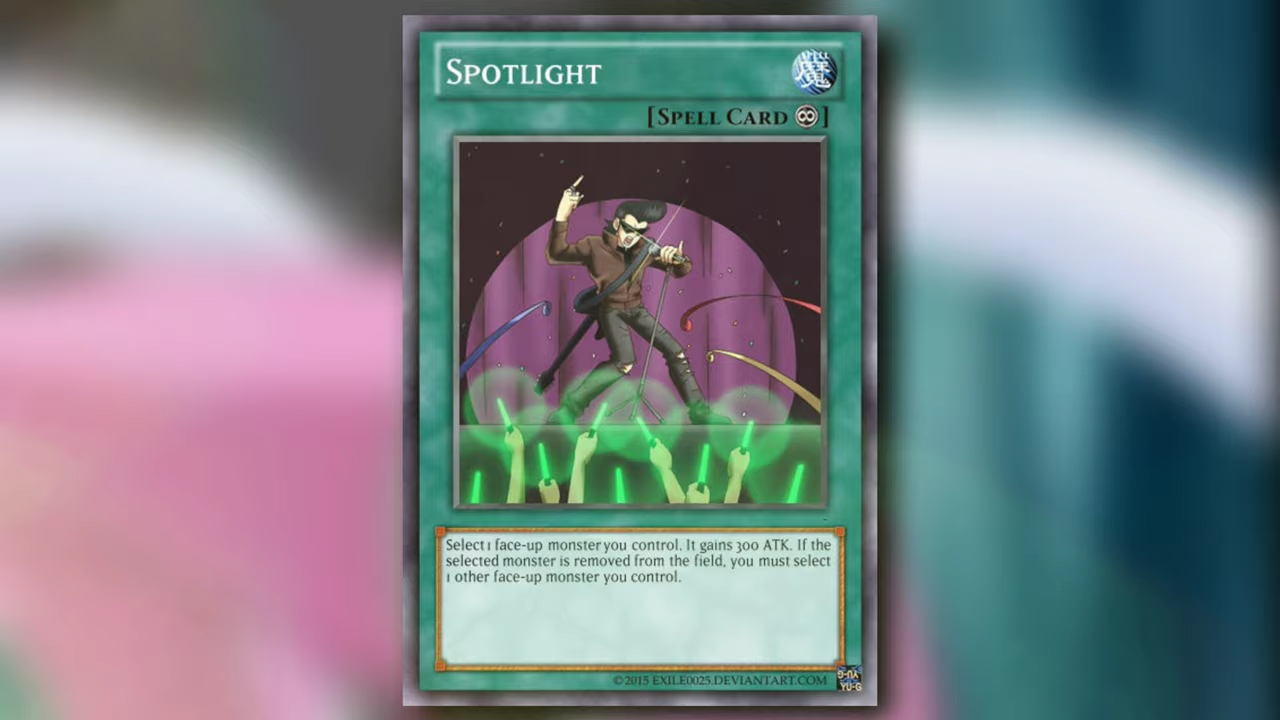 SPOTLIGHT
魔
[SPELL CARD]
Select 1 face-up monster you control. It gains 300 ATK. If the
selected monster is removed from the field, you must select
1 other face-up monster you control.
©2015 EXILE0025.DEVIANTART.COM